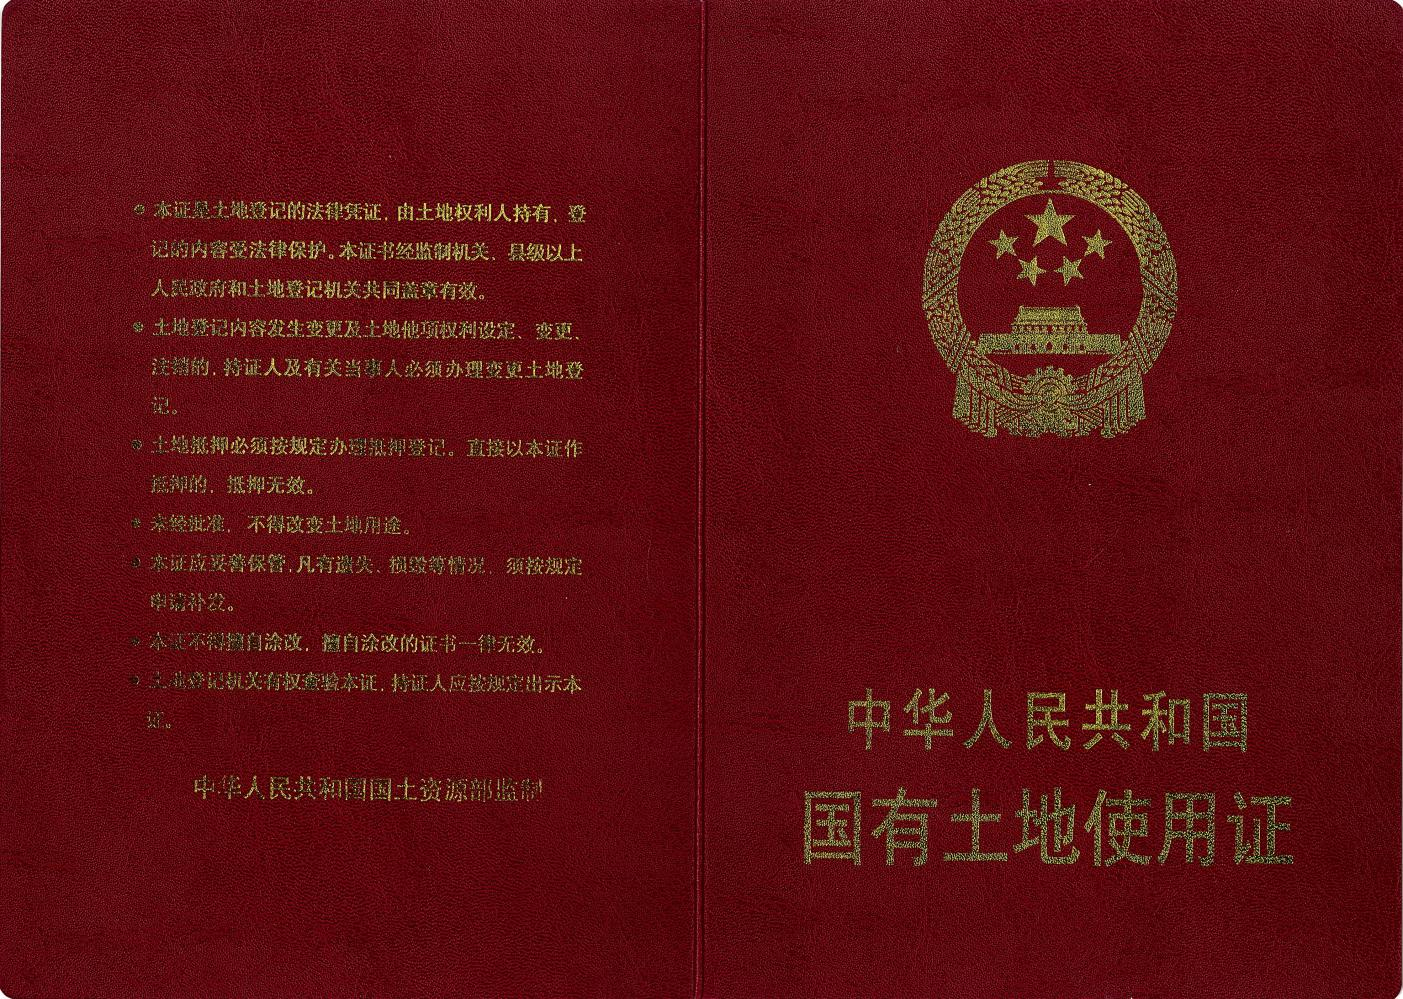 ● 本证是土地登记的法律凭证，由土地权利人持有，登
记的内容受法律保护。本证书经监制机关、县级以上
人民政府和土地登记机关共同盖章有效。
● 土地登记内容发生变更及土地他项权利设定、变更、
注销的，持证人及有关当事人必须办理变更土地登
记。
● 土地抵押必须按规定办理抵押登记。直接以本证作
抵押的，抵押无效。
● 未经批准，不得改变土地用途。
● 本证应妥善保管，凡有遗失、损毁等情况，须按规定
申请补发。
● 本证不得擅自涂改，擅自涂改的证书一律无效。
● 土地登记机关有权查验本证，持证人应按规定出示本
证。
中华人民共和国国土资源部监制
中华人民共和国
国有土地使用证